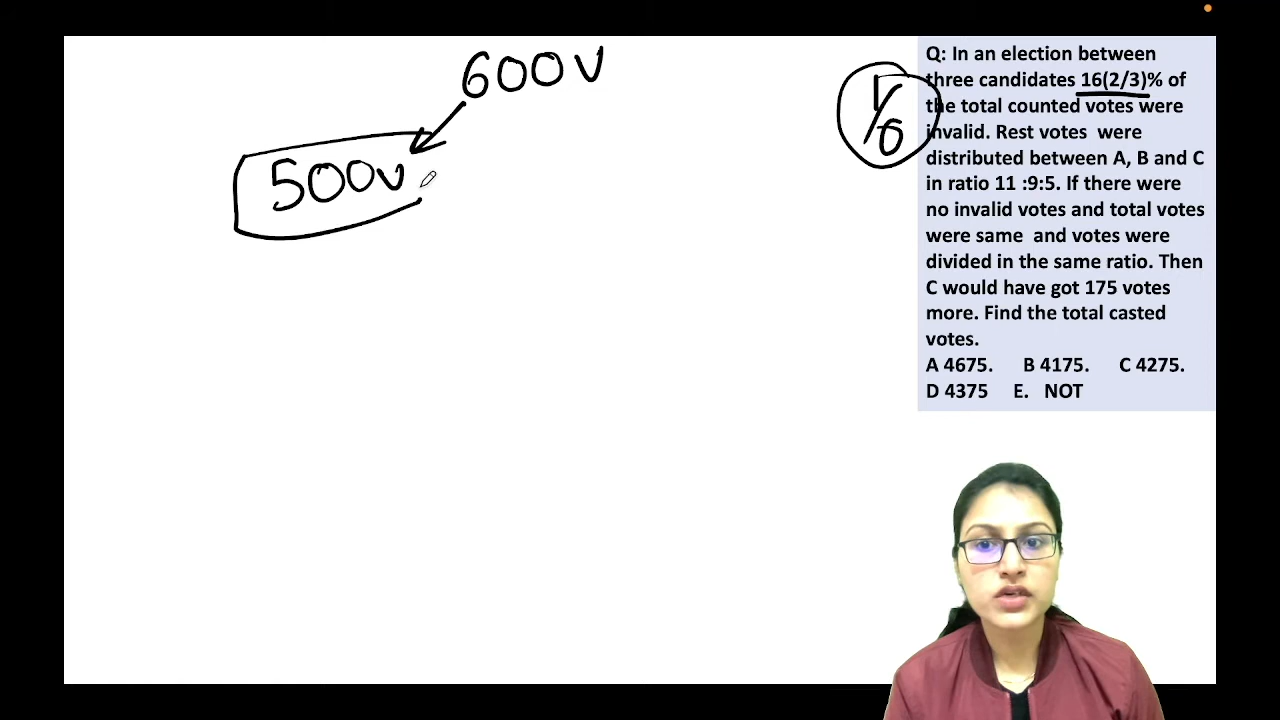 600v
500v
1/6
Q: In an election between
three candidates 16(2/3)% of
the total counted votes were
invalid. Rest votes were
distributed between A, B and C
in ratio 11 :9:5. If there were
no invalid votes and total votes
were same and votes were
divided in the same ratio. Then
C would have got 175 votes
more. Find the total casted
votes.
A 4675. B 4175. C 4275.
D 4375 E. NOT